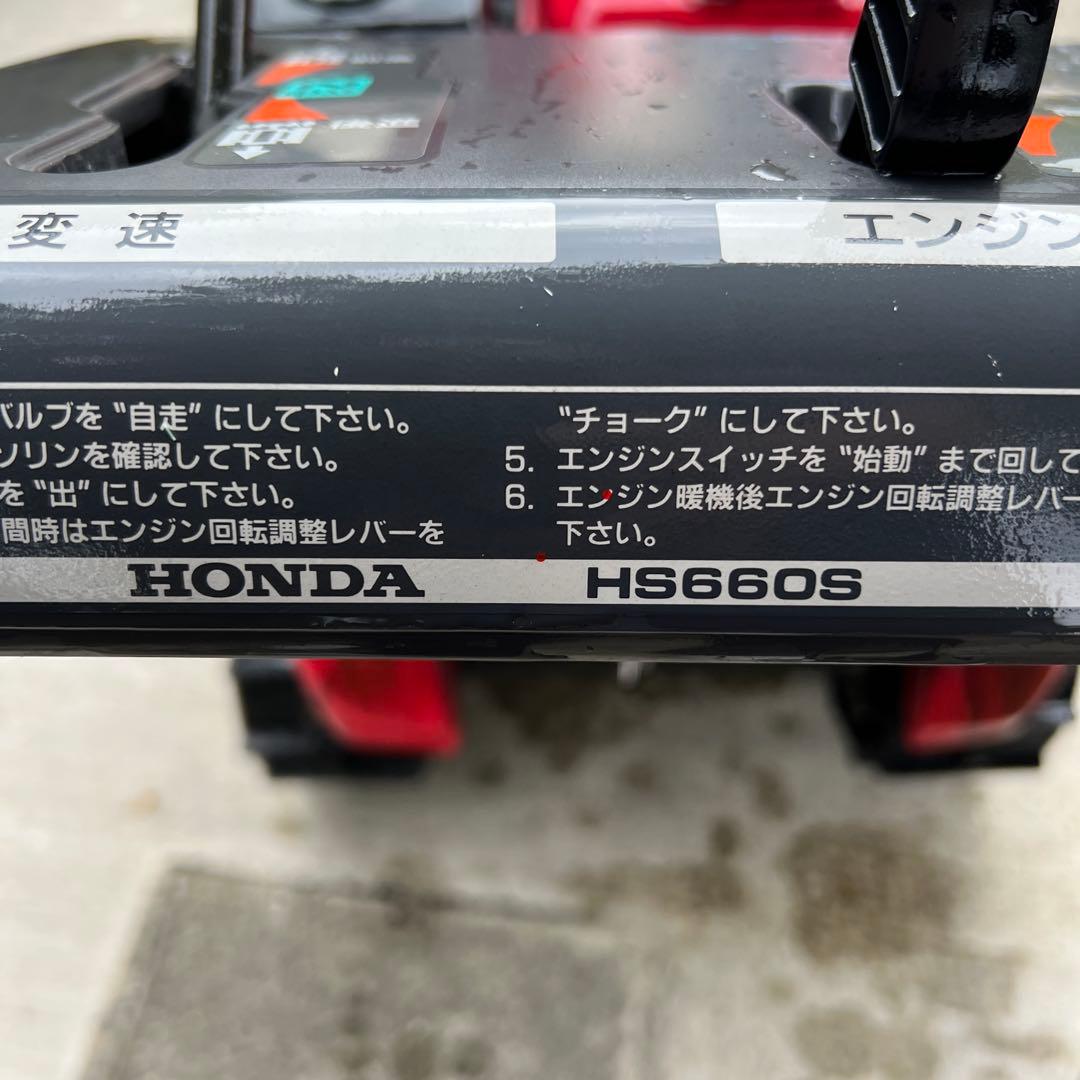 変速
エンジン
バルブを“自走”にして下さい。
ソリンを確認して下さい。
を“出”にして下さい。
間時はエンジン回転調整レバーを
“チョーク”にして下さい。
5. エンジンスイッチを“始動”まで回して
6. エンジン暖機後エンジン回転調整レバー
下さい。
HONDA HS660S